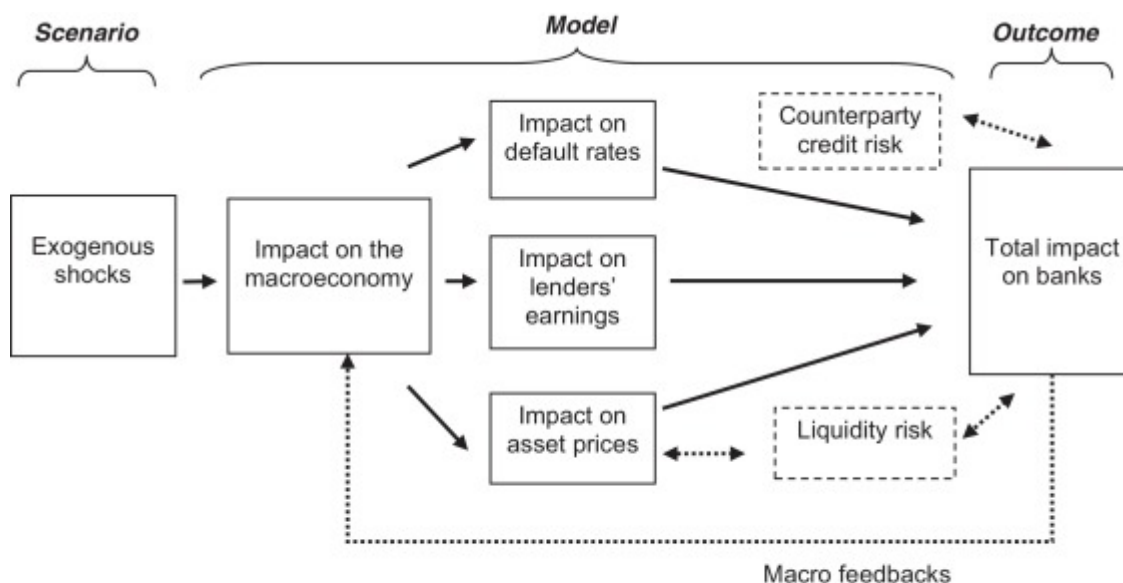 Scenario
Model
Outcome
Impact on
default rates
Counterparty
credit risk
Exogenous
shocks
Impact on the
macroeconomy
Impact on
lenders'
earnings
Total impact
on banks
Impact on
asset prices
Liquidity risk
Macro feedbacks